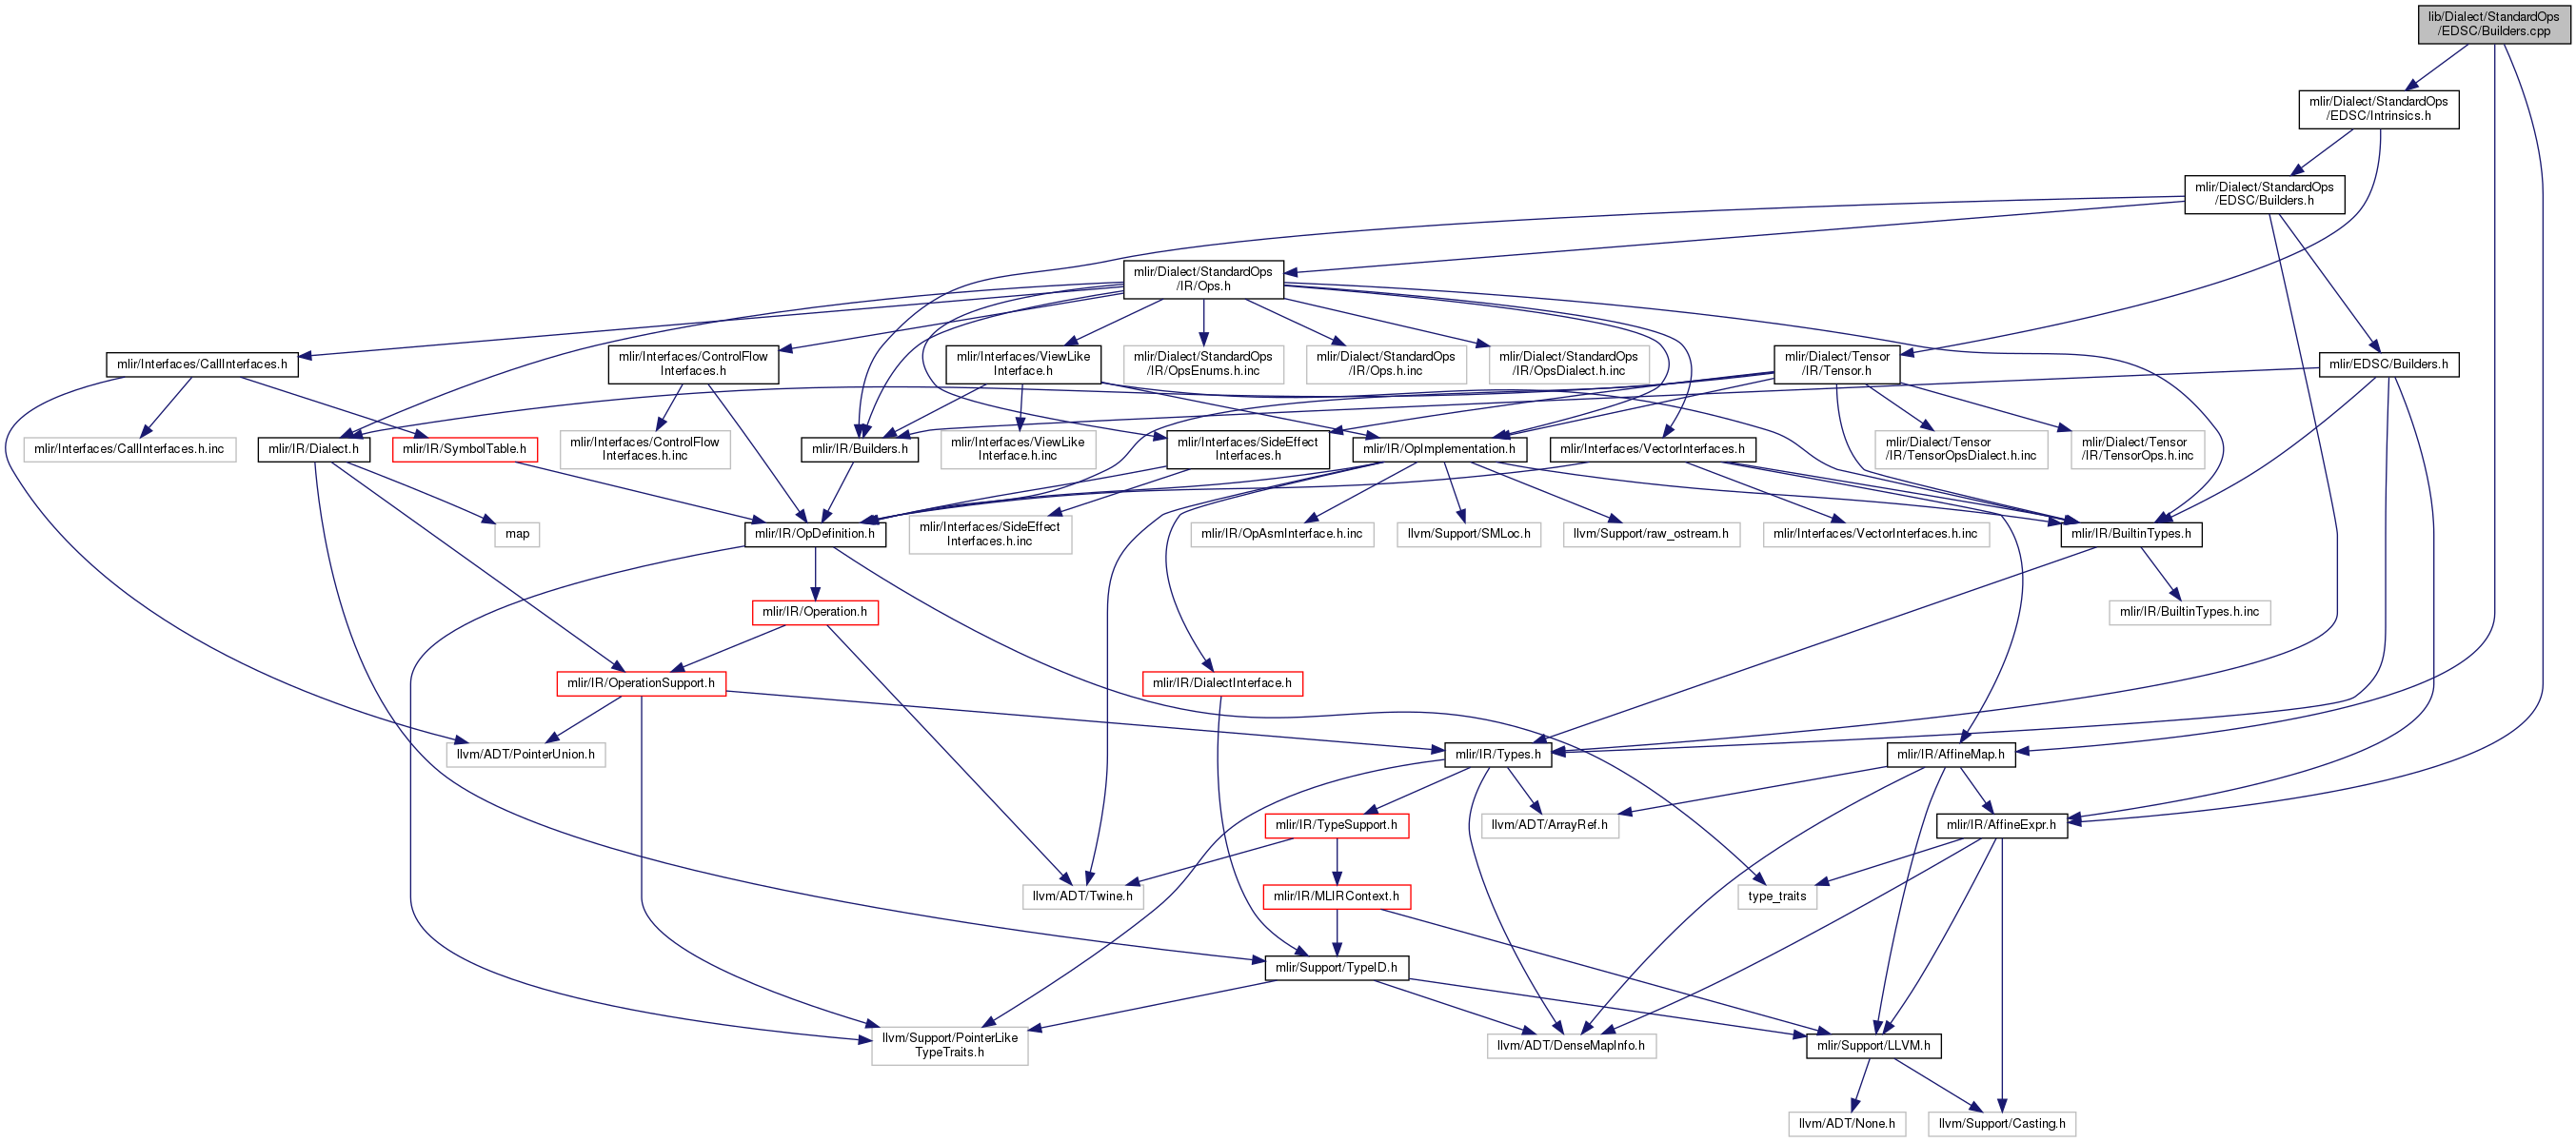 lib/Dialect/StandardOps
/EDSC/Builders.cpp
mlir/Dialect/StandardOps
/EDSC/Intrinsics.h
mlir/Dialect/StandardOps
/EDSC/Builders.h
mlir/Dialect/StandardOps
/IR/Ops.h
mlir/Interfaces/CallInterfaces.h
mlir/Interfaces/ControlFlow
Interfaces.h
mlir/Interfaces/ViewLike
Interface.h
mlir/Dialect/StandardOps
/IR/OpsEnums.h.inc
mlir/Dialect/StandardOps
/IR/Ops.h.inc
mlir/Dialect/StandardOps
/IR/OpsDialect.h.inc
mlir/Dialect/Tensor
/IR/Tensor.h
mlir/EDSC/Builders.h
mlir/Interfaces/CallInterfaces.h.inc
mlir/IR/Dialect.h
mlir/IR/SymbolTable.h
mlir/Interfaces/ControlFlow
Interfaces.h.inc
mlir/IR/Builders.h
mlir/Interfaces/ViewLike
Interface.h.inc
mlir/Interfaces/SideEffect
Interfaces.h
mlir/IR/OpImplementation.h
mlir/Interfaces/VectorInterfaces.h
mlir/Dialect/Tensor
/IR/TensorOpsDialect.h.inc
mlir/Dialect/Tensor
/IR/TensorOps.h.inc
map
mlir/IR/OpDefinition.h
mlir/Interfaces/SideEffect
Interfaces.h.inc
mlir/IR/OpAsmInterface.h.inc
llvm/Support/SMLoc.h
llvm/Support/raw_ostream.h
mlir/Interfaces/VectorInterfaces.h.inc
mlir/IR/BuiltinTypes.h
mlir/IR/Operation.h
mlir/IR/BuiltinTypes.h.inc
mlir/IR/OperationSupport.h
mlir/IR/DialectInterface.h
llvm/ADT/PointerUnion.h
mlir/IR/Types.h
mlir/IR/AffineMap.h
mlir/IR/TypeSupport.h
llvm/ADT/ArrayRef.h
mlir/IR/AffineExpr.h
llvm/ADT/Twine.h
mlir/IR/MLIRContext.h
type_traits
mlir/Support/TypeID.h
llvm/Support/PointerLike
TypeTraits.h
llvm/ADT/DenseMapInfo.h
mlir/Support/LLVM.h
llvm/ADT/None.h
llvm/Support/Casting.h